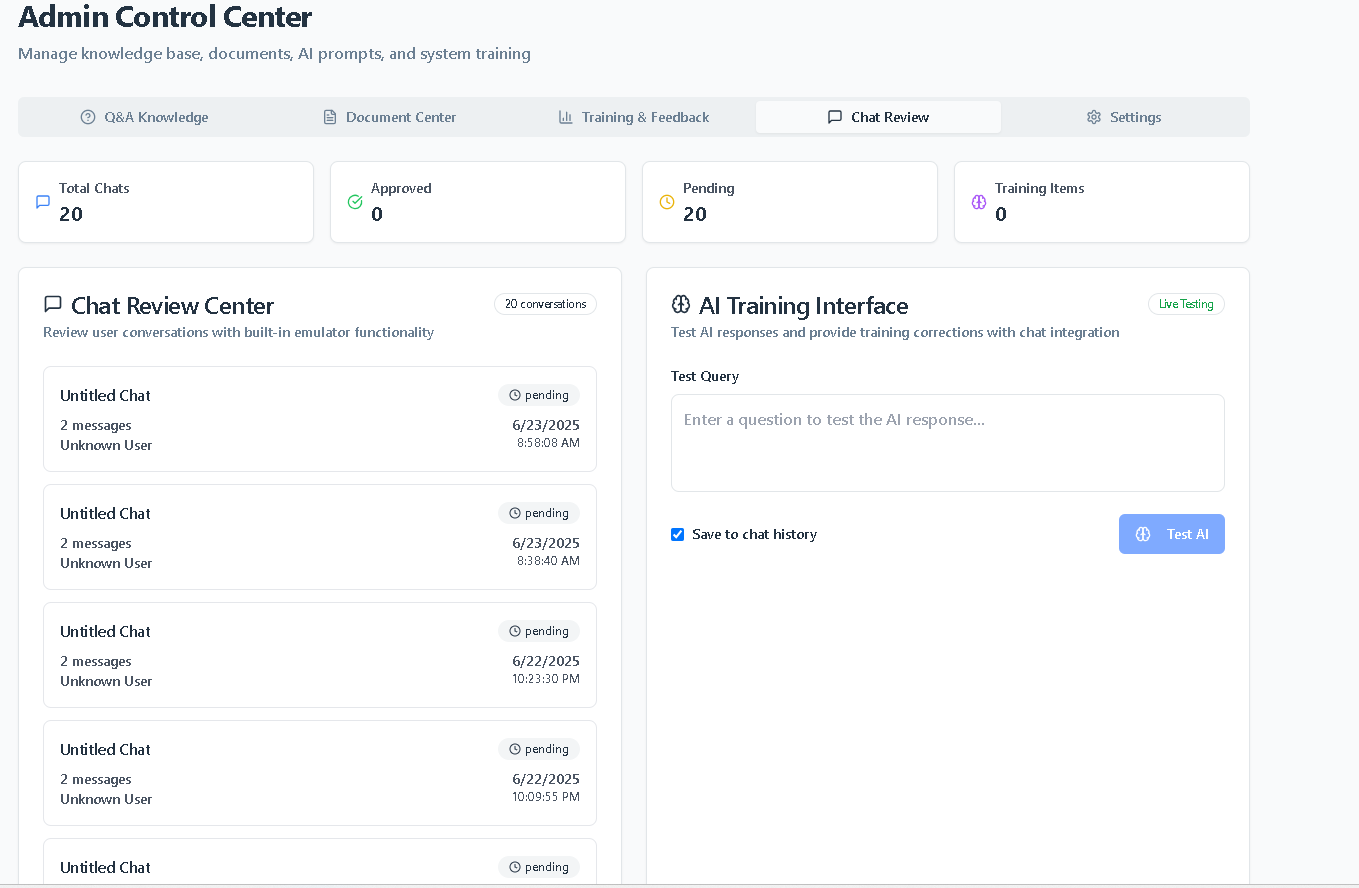 Admin Control Center
Manage knowledge base, documents, AI prompts, and system training
Q&A Knowledge
Document Center
Training & Feedback
Chat Review
Settings
Total Chats
20
Approved
0
Pending
20
Training Items
0
Chat Review Center
20 conversations
Review user conversations with built-in emulator functionality
Untitled Chat
pending
2 messages
6/23/2025
Unknown User
8:58:08 AM
Untitled Chat
pending
2 messages
6/23/2025
Unknown User
8:38:40 AM
Untitled Chat
pending
2 messages
6/22/2025
Unknown User
10:23:30 PM
Untitled Chat
pending
2 messages
6/22/2025
Unknown User
10:09:55 PM
Untitled Chat
pending
AI Training Interface
Live Testing
Test AI responses and provide training corrections with chat integration
Test Query
Enter a question to test the AI response...
Save to chat history
Test AI